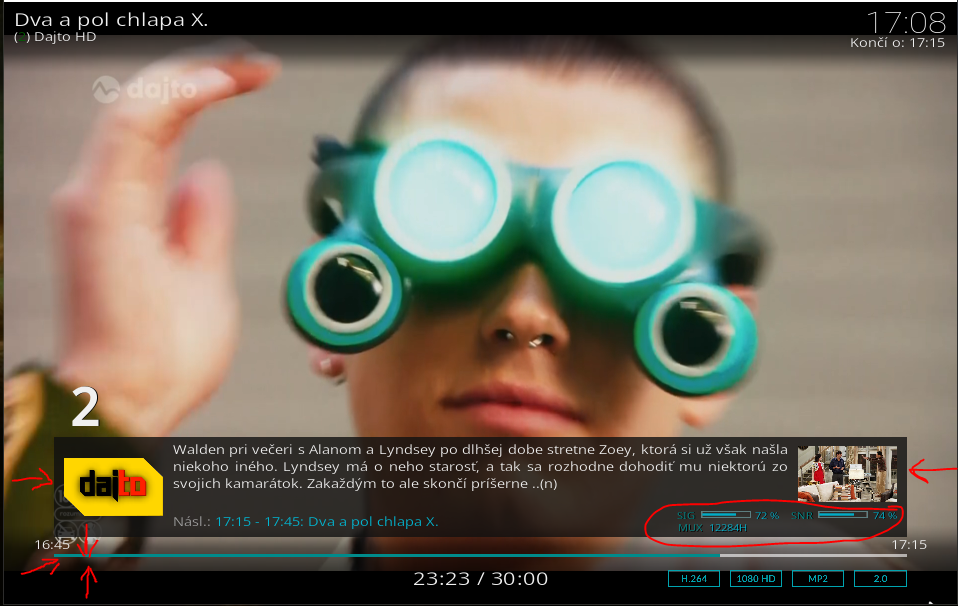 Dva a pol chlapa X.
17:08
(2) Dajto HD
Končí o: 17:15
dajto
2
Walden pri večeri s Alanom a Lyndsey po dlhšej dobe stretne Zoey, ktorá si už však našla
niekoho iného. Lyndsey má o neho starosť, a tak sa rozhodne dohodiť mu niektorú zo
svojich kamarátok. Zakaždým to ale skončí príšerne ..(n)
dajto
SIG 72 % SNR 74 %
Násl.: 17:15 - 17:45: Dva a pol chlapa X.
MUX 12284H
16:45
17:15
23:23 / 30:00
H.264 1080 HD MP2 2.0